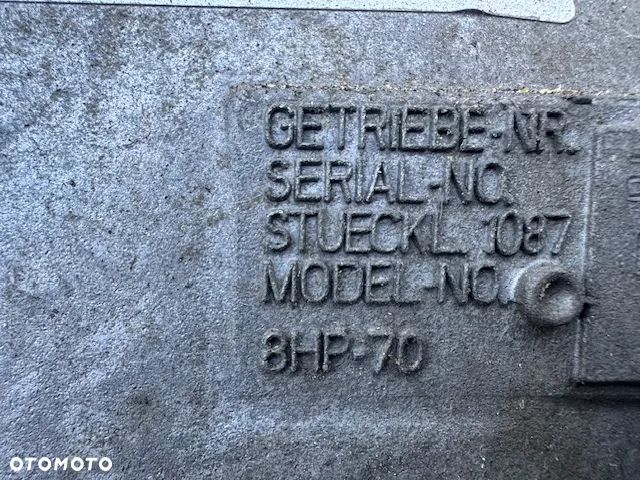 GETRIEBE-NR.
SERIAL-NO.
STUECKL. 1087
MODEL-NO.
8HP-70
OTOMOTO